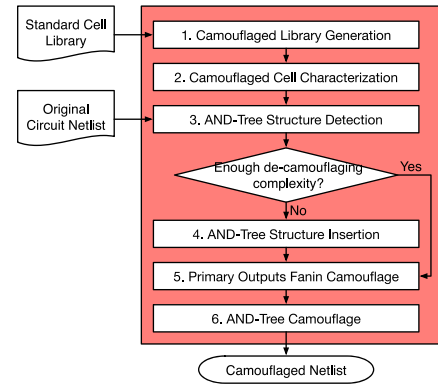 Standard Cell
Library
1. Camouflaged Library Generation
2. Camouflaged Cell Characterization
Original
Circuit Netlist
3. AND-Tree Structure Detection
Enough de-camouflaging
complexity?
Yes
No
4. AND-Tree Structure Insertion
5. Primary Outputs Fanin Camouflage
6. AND-Tree Camouflage
Camouflaged Netlist